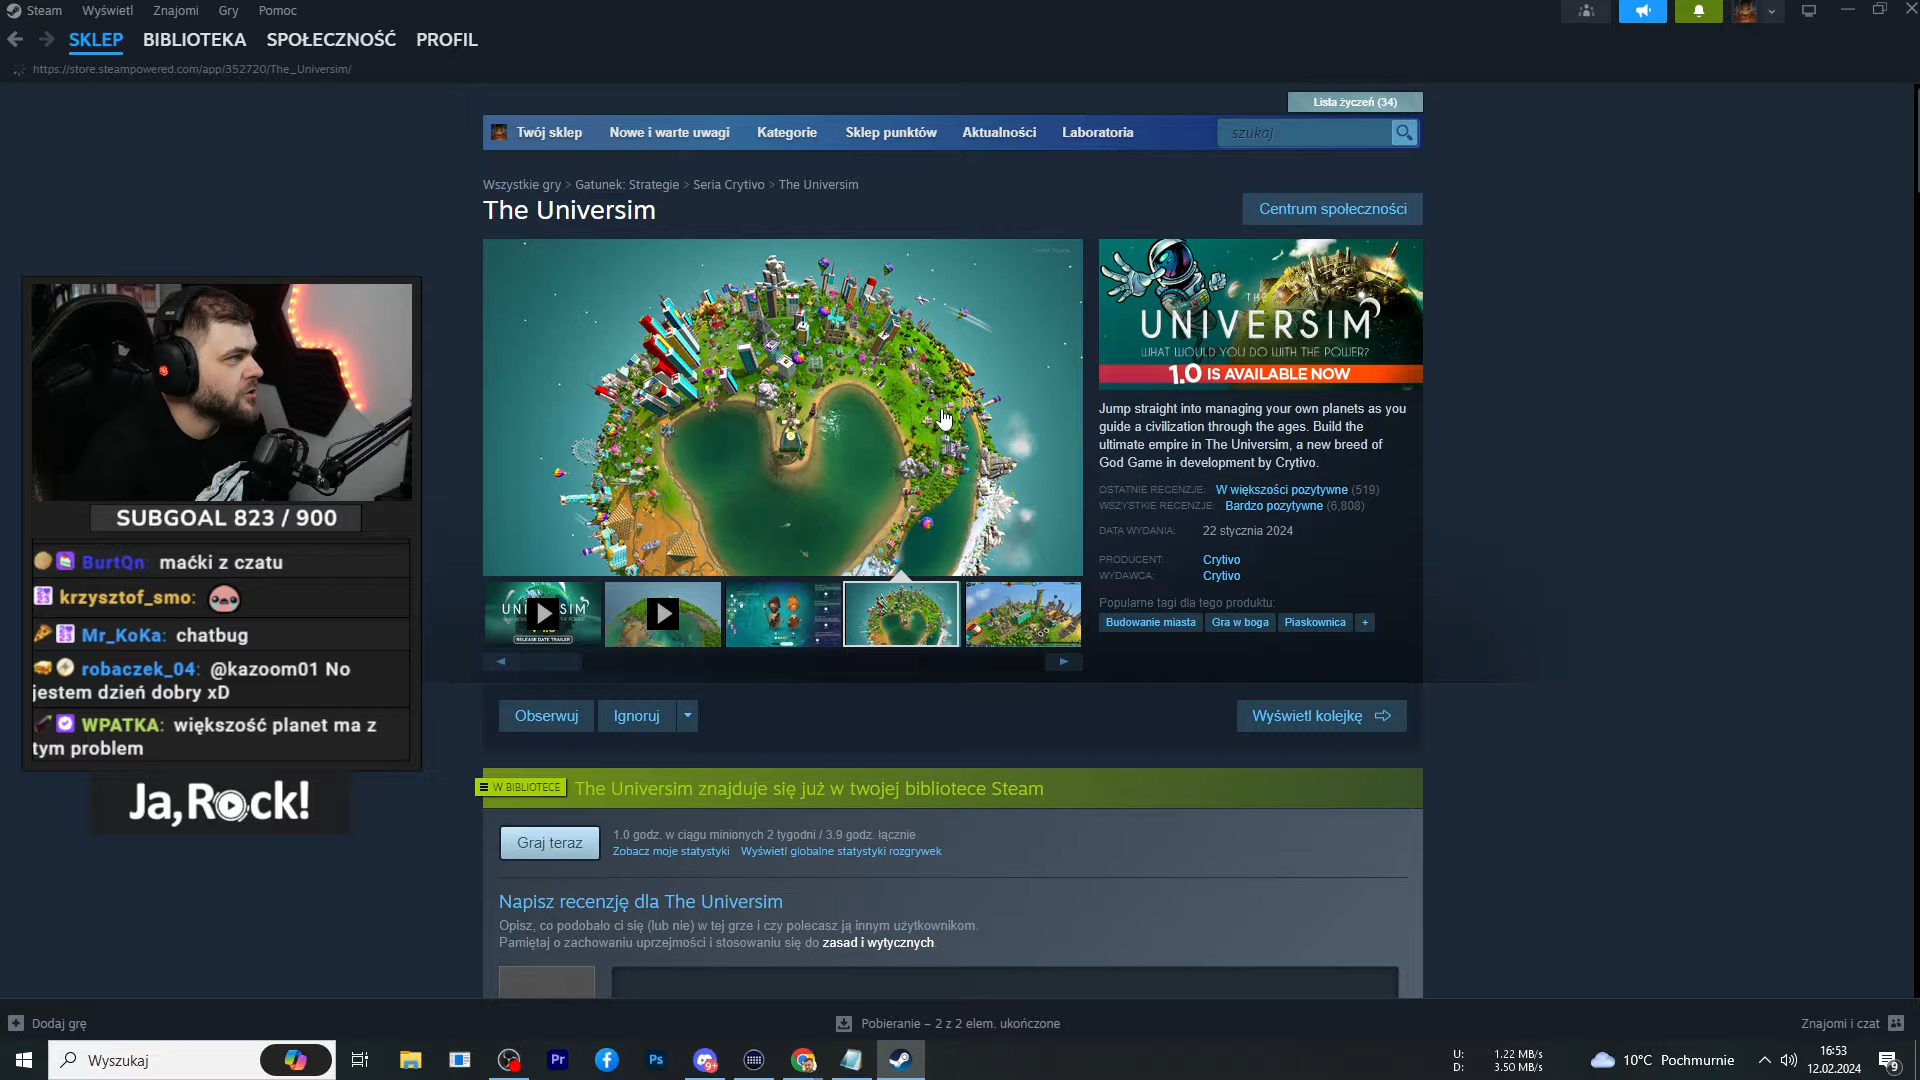 Steam
Wyświetl
Znajomi
Gry
Pomoc
SKLEP
BIBLIOTEKA
SPOŁECZNOŚĆ
PROFIL
https://store.steampowered.com/app/352720/The_Universim/
Lista życzeń (34)
Twój sklep
Nowe i warte uwagi
Kategorie
Sklep punktów
Aktualności
Laboratoria
szukaj
Wszystkie gry > Gatunek: Strategie > Seria Crytivo > The Universim
The Universim
Centrum społeczności
THE
UNIVERSIM
WHAT WOULD YOU DO WITH THE POWER?
1.0 IS AVAILABLE NOW
Jump straight into managing your own planets as you
guide a civilization through the ages. Build the
ultimate empire in The Universim, a new breed of
God Game in development by Crytivo.
OSTATNIE RECENZJE: W większości pozytywne (519)
WSZYSTKIE RECENZJE: Bardzo pozytywne (6,808)
DATA WYDANIA: 22 stycznia 2024
PRODUCENT: Crytivo
WYDAWCA: Crytivo
Popularne tagi dla tego produktu:
Budowanie miasta
Gra w boga
Piaskownica
+
RELEASE DATE TRAILER
SUBGOAL 823 / 900
BurtQn: maćki z czatu
krzysztof_smo:
Mr_KoKa: chatbug
robaczek_04: @kazoom01 No
jestem dzień dobry xD
WPATKA: większość planet ma z
tym problem
Ja,Rock!
Obserwuj
Ignoruj
Wyświetl kolejkę
W BIBLIOTECE
The Universim znajduje się już w twojej bibliotece Steam
Graj teraz
1.0 godz. w ciągu minionych 2 tygodni / 3.9 godz. łącznie
Zobacz moje statystyki
Wyświetl globalne statystyki rozgrywek
Napisz recenzję dla The Universim
Opisz, co podobało ci się (lub nie) w tej grze i czy polecasz ją innym użytkownikom.
Pamiętaj o zachowaniu uprzejmości i stosowaniu się do zasad i wytycznych.
Dodaj grę
Pobieranie – 2 z 2 elem. ukończone
Znajomi i czat
Wyszukaj
Pr
Ps
9+
U: 1.22 MB/s
D: 3.50 MB/s
10°C Pochmurnie
16:53
12.02.2024
9